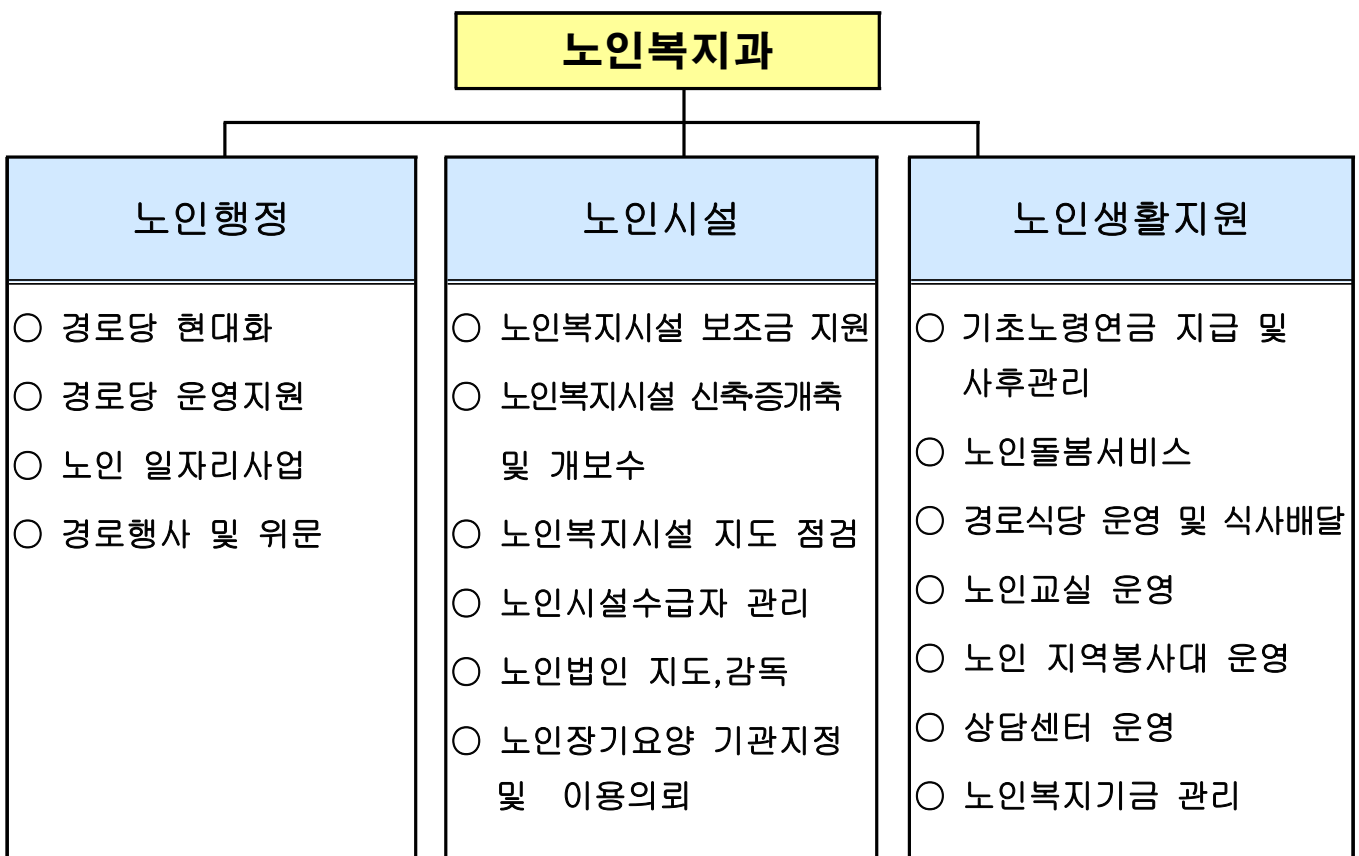 노인복지과
노인행정
○ 경로당 현대화
○ 경로당 운영지원
○ 노인 일자리사업
○ 경로행사 및 위문
노인시설
○ 노인복지시설 보조금 지원
○ 노인복지시설 신축·증개축
및 개보수
○ 노인복지시설 지도 점검
○ 노인시설수급자 관리
○ 노인법인 지도,감독
○ 노인장기요양 기관지정
및 이용의뢰
노인생활지원
○ 기초노령연금 지급 및
사후관리
○ 노인돌봄서비스
○ 경로식당 운영 및 식사배달
○ 노인교실 운영
○ 노인 지역봉사대 운영
○ 상담센터 운영
○ 노인복지기금 관리